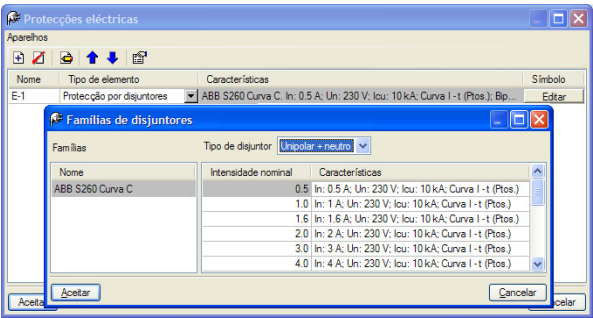 Protecções eléctricas
Aparelhos
Nome Tipo de elemento Características Símbolo
E-1 Protecção por disjuntores ABB S260 Curva C. In: 0.5 A; Un: 230 V; Icu: 10 kA; Curva I - t (Ptos.); Bip... Editar
Famílias de disjuntores
Famílias Tipo de disjuntor Unipolar + neutro
Nome Intensidade nominal Características
ABB S260 Curva C 0.5 In: 0.5 A; Un: 230 V; Icu: 10 kA; Curva I - t (Ptos.)
1.0 In: 1 A; Un: 230 V; Icu: 10 kA; Curva I - t (Ptos.)
1.6 In: 1.6 A; Un: 230 V; Icu: 10 kA; Curva I - t (Ptos.)
2.0 In: 2 A; Un: 230 V; Icu: 10 kA; Curva I - t (Ptos.)
3.0 In: 3 A; Un: 230 V; Icu: 10 kA; Curva I - t (Ptos.)
4.0 In: 4 A; Un: 230 V; Icu: 10 kA; Curva I - t (Ptos.)
Aceitar Cancelar
Aceita celar